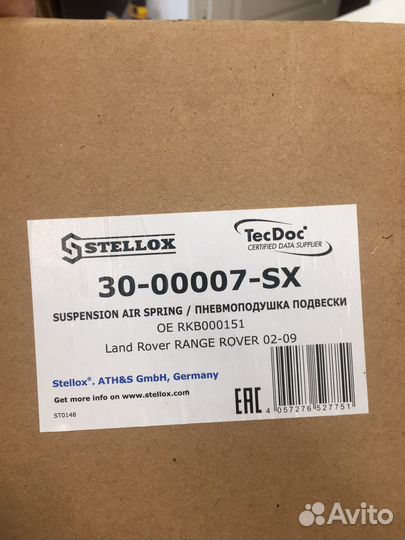 STELLOX
TecDoc
CERTIFIED DATA SUPPLIER
30-00007-SX
SUSPENSION AIR SPRING / ПНЕВМОПОДУШКА ПОДВЕСКИ
OE RKB000151
Land Rover RANGE ROVER 02-09
Stellox®. ATH&S GmbH, Germany
Get more info on www.stellox.com
ST0148
EAC
4 057276 527751
Avito